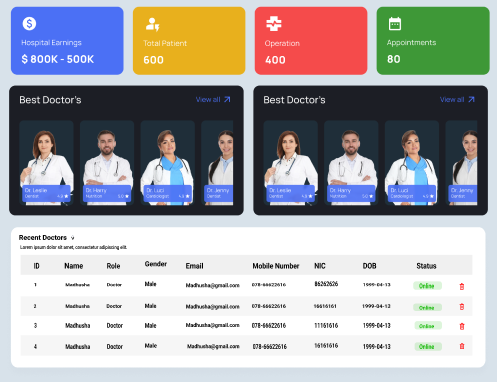 Hospital Earnings
$ 800K - 500K
Total Patient
600
Operation
400
Appointments
80
Best Doctor's
View all
Best Doctor's
View all
Dr. Leslie
Dentist 4.9
Dr. Harry
Nutrition 5.0
Dr. Luci
Cardiologist 4.8
Dr. Jenny
Dentist
Dr. Leslie
Dentist 4.9
Dr. Harry
Nutrition 5.0
Dr. Luci
Cardiologist 4.8
Dr. Jenny
Dentist
Recent Doctors
Lorem ipsum dolor sit amet, consectetur adipiscing elit.
ID Name Role Gender Email Mobile Number NIC DOB Status
1 Madhusha Doctor Male Madhusha@gmail.com 078-66622616 86262626 1999-04-13 Online
2 Madhusha Doctor Male Madhusha@gmail.com 078-66622616 16616161 1999-04-13 Online
3 Madhusha Doctor Male Madhusha@gmail.com 078-66622616 11161616 1999-04-13 Online
4 Madhusha Doctor Male Madhusha@gmail.com 078-66622616 16161616 1999-04-13 Online